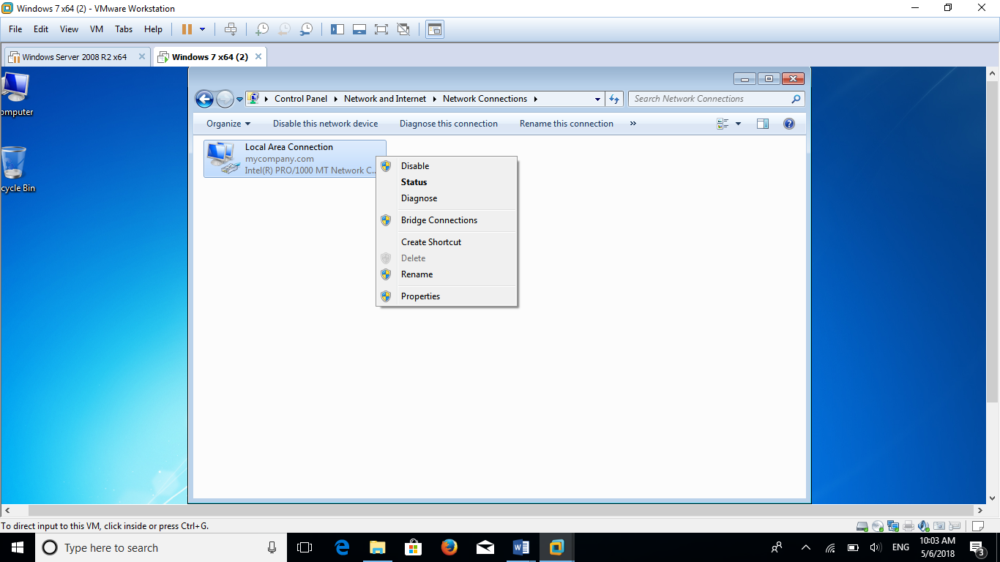 Windows 7 x64 (2) - VMware Workstation
File Edit View VM Tabs Help
Windows Server 2008 R2 x64
Windows 7 x64 (2)
Control Panel Network and Internet Network Connections
Search Network Connections
Organize Disable this network device Diagnose this connection Rename this connection »
Local Area Connection
mycompany.com
Intel(R) PRO/1000 MT Network C...
Disable
Status
Diagnose
Bridge Connections
Create Shortcut
Delete
Rename
Properties
omputer
cycle Bin
To direct input to this VM, click inside or press Ctrl+G.
Type here to search
ENG
10:03 AM
5/6/2018
3